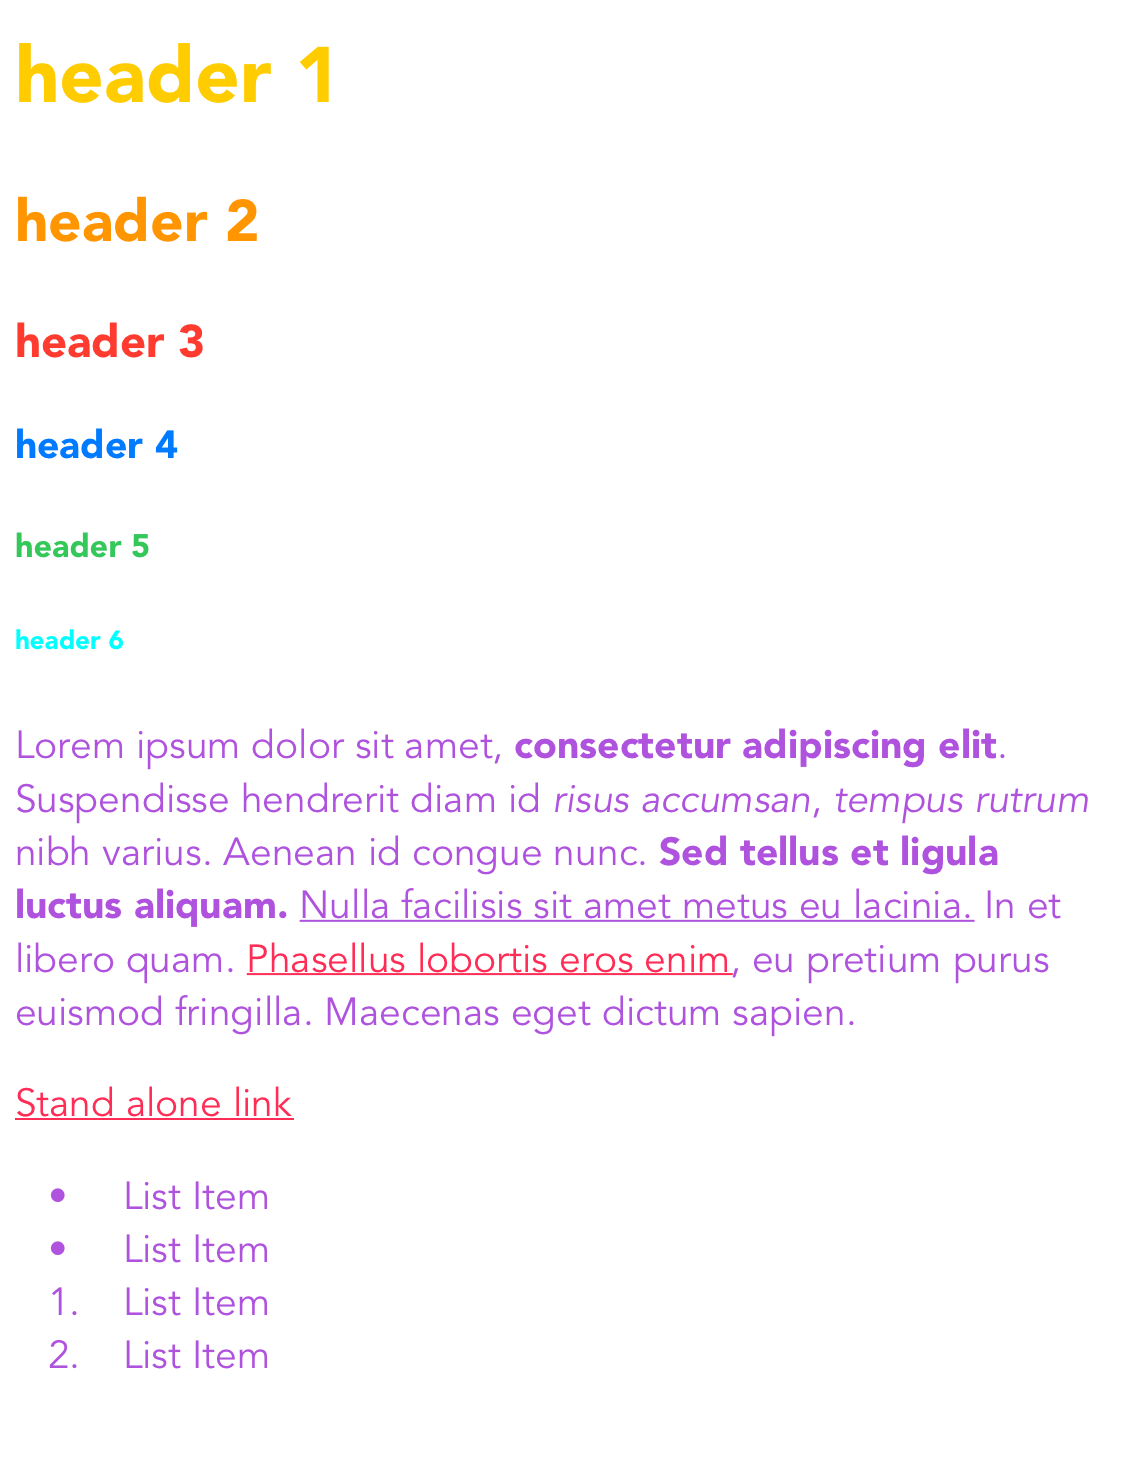 header 1
header 2
header 3
header 4
header 5
header 6
Lorem ipsum dolor sit amet, consectetur adipiscing elit.
Suspendisse hendrerit diam id risus accumsan, tempus rutrum
nibh varius. Aenean id congue nunc. Sed tellus et ligula
luctus aliquam. Nulla facilisis sit amet metus eu lacinia. In et
libero quam. Phasellus lobortis eros enim, eu pretium purus
euismod fringilla. Maecenas eget dictum sapien.
Stand alone link
• List Item
• List Item
1. List Item
2. List Item